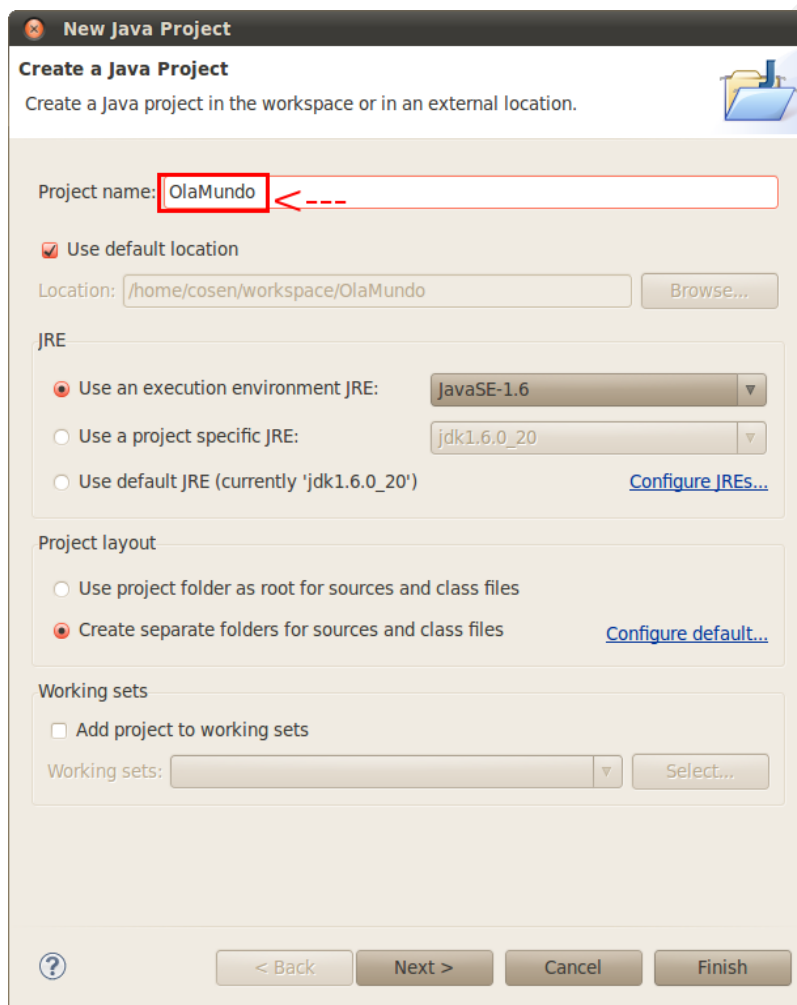 New Java Project
Create a Java Project
Create a Java project in the workspace or in an external location.
Project name: OlaMundo <---
Use default location
Location: /home/cosen/workspace/OlaMundo Browse...
JRE
Use an execution environment JRE: JavaSE-1.6
Use a project specific JRE: jdk1.6.0_20
Use default JRE (currently 'jdk1.6.0_20') Configure JREs...
Project layout
Use project folder as root for sources and class files
Create separate folders for sources and class files Configure default...
Working sets
Add project to working sets
Working sets: Select...
? < Back Next > Cancel Finish